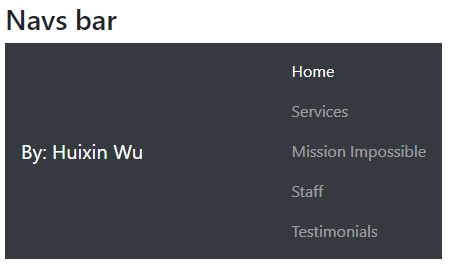 Navs bar
Home
Services
By: Huixin Wu
Mission Impossible
Staff
Testimonials